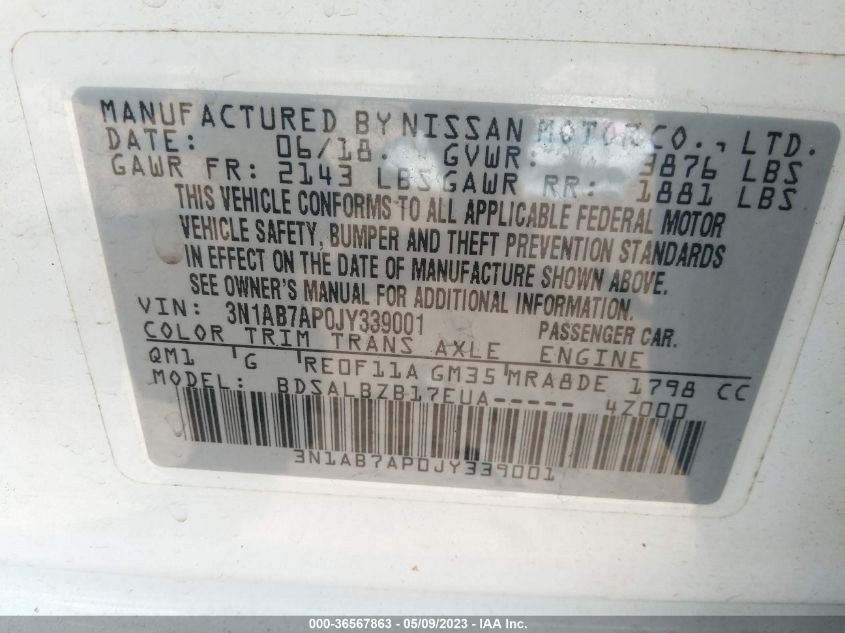 MANUFACTURED BY NISSAN MOTOR CO., LTD.
DATE: 06/18 GVWR: 3876 LBS
GAWR FR: 2143 LBS GAWR RR: 1881 LBS
THIS VEHICLE CONFORMS TO ALL APPLICABLE FEDERAL MOTOR
VEHICLE SAFETY, BUMPER AND THEFT PREVENTION STANDARDS
IN EFFECT ON THE DATE OF MANUFACTURE SHOWN ABOVE.
SEE OWNER'S MANUAL FOR ADDITIONAL INFORMATION.
VIN: 3N1AB7AP0JY339001 PASSENGER CAR.
COLOR TRIM TRANS AXLE ENGINE
QM1 G RE0F11A GM35 MRA8DE 1798 CC
MODEL: BDSALBZB17EUA----- 4Z000
3N1AB7AP0JY339001
000-36567863 - 05/09/2023 - IAA, Inc.